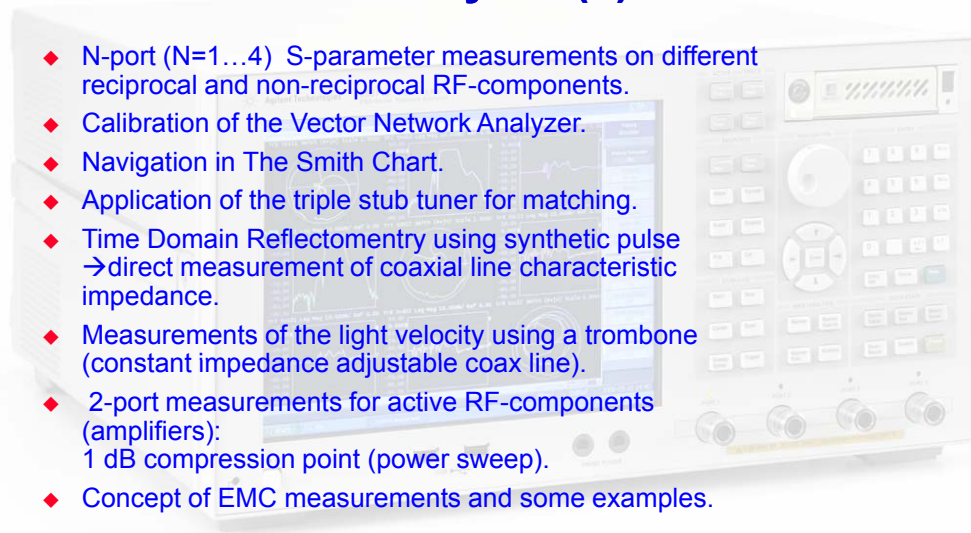 N-port (N=1…4) S-parameter measurements on different
reciprocal and non-reciprocal RF-components.
Calibration of the Vector Network Analyzer.
Navigation in The Smith Chart.
Application of the triple stub tuner for matching.
Time Domain Reflectomentry using synthetic pulse
→direct measurement of coaxial line characteristic
impedance.
Measurements of the light velocity using a trombone
(constant impedance adjustable coax line).
2-port measurements for active RF-components
(amplifiers):
1 dB compression point (power sweep).
Concept of EMC measurements and some examples.
Agilent Technologies